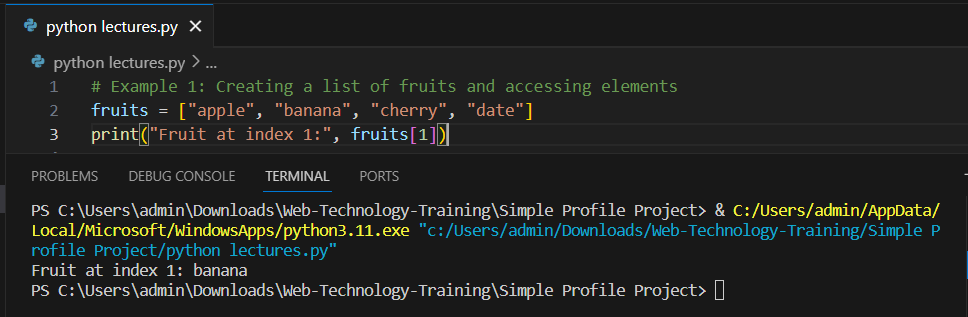 python lectures.py ×
python lectures.py > ...
1 # Example 1: Creating a list of fruits and accessing elements
2 fruits = ["apple", "banana", "cherry", "date"]
3 print("Fruit at index 1:", fruits[1])
PROBLEMS DEBUG CONSOLE TERMINAL PORTS
PS C:\Users\admin\Downloads\Web-Technology-Training\Simple Profile Project> & C:/Users/admin/AppData/
Local/Microsoft/WindowsApps/python3.11.exe "c:/Users/admin/Downloads/Web-Technology-Training/Simple P
rofile Project/python lectures.py"
Fruit at index 1: banana
PS C:\Users\admin\Downloads\Web-Technology-Training\Simple Profile Project>